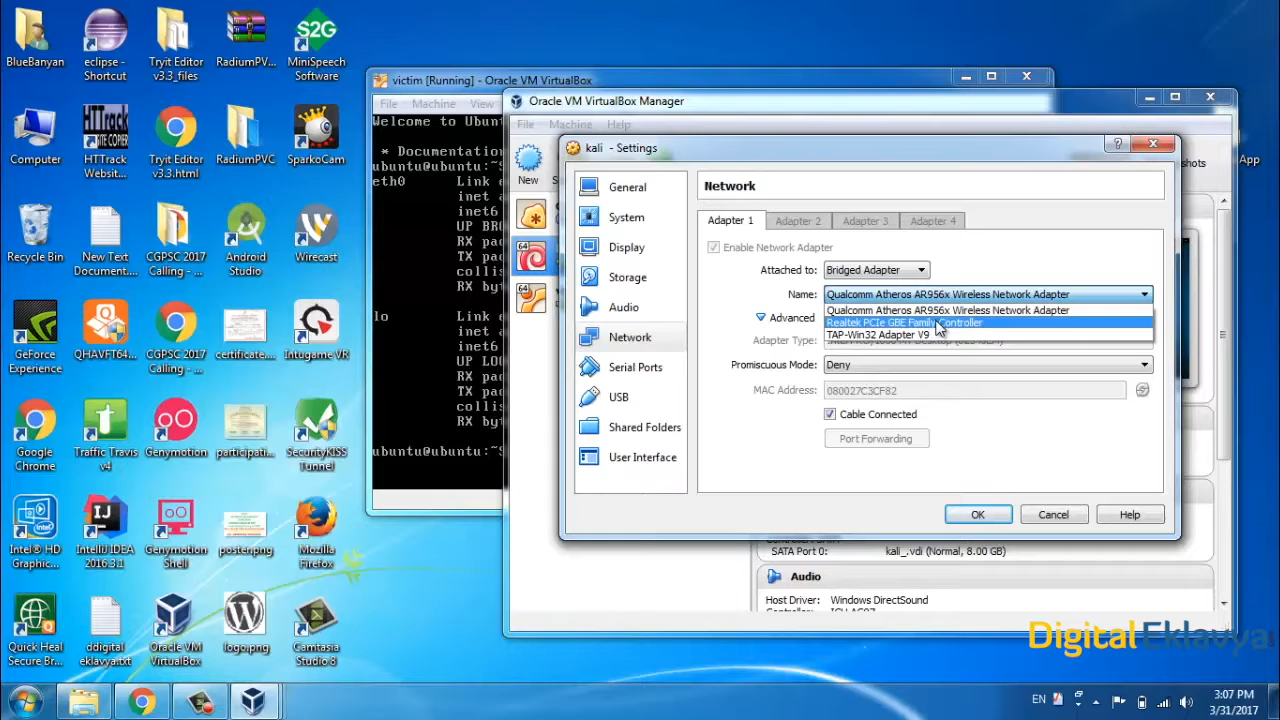 BlueBanyan
eclipse -
Shortcut
Tryit Editor
v3.3_files
RadiumPV...
S2G
MiniSpeech
Software
Computer
HTTrack
SITE COPIER
HTTrack
Websit...
Tryit Editor
v3.3.html
RadiumPVC
SparkoCam
Recycle Bin
New Text
Document....
CGPSC 2017
Calling - ...
Android
Studio
Wirecast
GeForce
Experience
QHAVFT64...
CGPSC 2017
Calling - ...
certificate....
Intugame VR
Google
Chrome
Traffic Travis
v4
Genymotion
participati...
SecurityKISS
Tunnel
Intel® HD
Graphic...
IntelliJ IDEA
2016.3.1
Genymotion
Shell
poster.png
Mozilla
Firefox
Quick Heal
Secure Br...
ddigital
eklavya.txt
Oracle VM
VirtualBox
logo.png
Camtasia
Studio 8
App
victim [Running] - Oracle VM VirtualBox
File Machine View
Welcome to Ubun
* Documentatio
ubuntu@ubuntu:~$
eth0 Link e
inet a
inet6
UP BRO
RX pac
TX pac
collis
RX byt
lo Link e
inet a
inet6
UP LOO
RX pac
TX pac
collis
RX byt
ubuntu@ubuntu:~$
Oracle VM VirtualBox Manager
File Machine Help
New S
shots
64
64
kali - Settings
General
System
Display
Storage
Audio
Network
Serial Ports
USB
Shared Folders
User Interface
Network
Adapter 1 Adapter 2 Adapter 3 Adapter 4
Enable Network Adapter
Attached to: Bridged Adapter
Name: Qualcomm Atheros AR956x Wireless Network Adapter
Qualcomm Atheros AR956x Wireless Network Adapter
Advanced Realtek PCIe GBE Family Controller
TAP-Win32 Adapter V9
Adapter Type:
Promiscuous Mode: Deny
MAC Address: 080027C3CF82
Cable Connected
Port Forwarding
OK Cancel Help
SATA Port 0: kali_.vdi (Normal, 8.00 GB)
Audio
Host Driver: Windows DirectSound
Digital Eklavya
EN
3:07 PM
3/31/2017